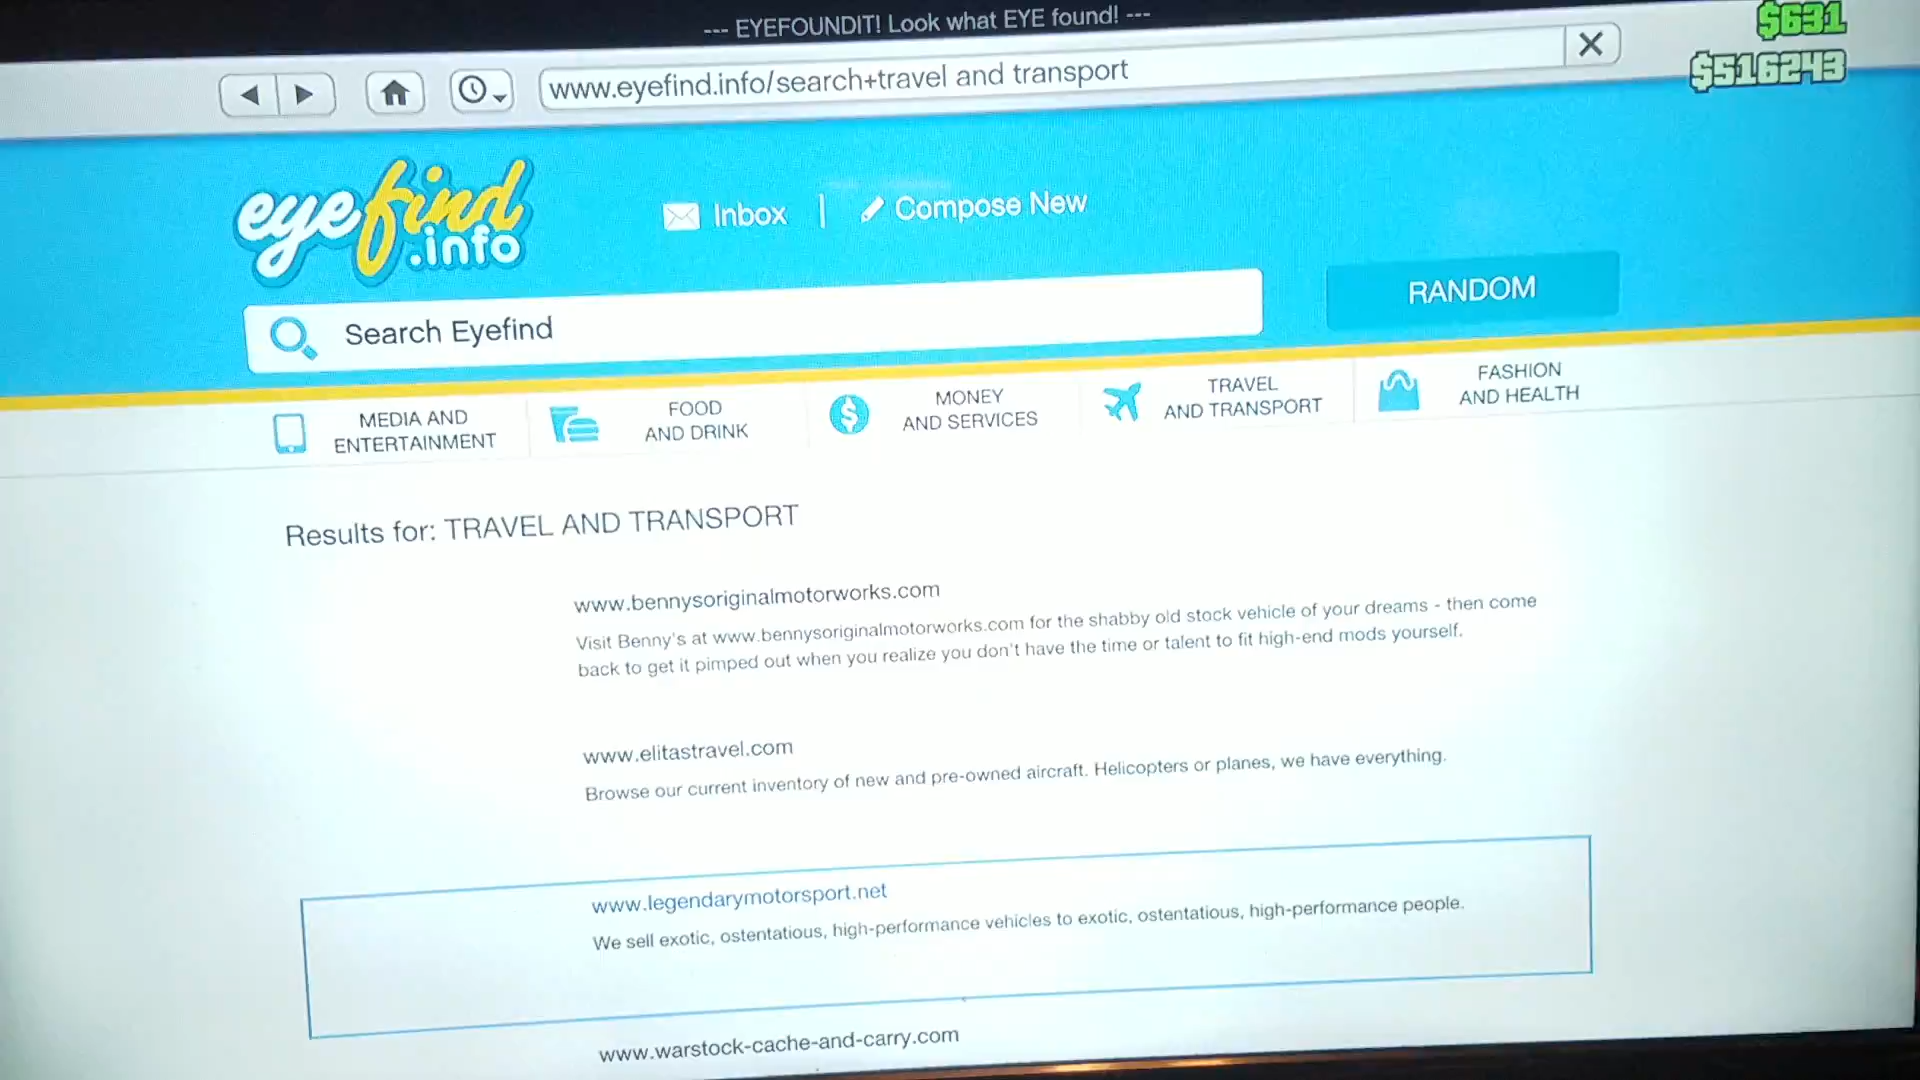 --- EYEFOUNDIT! Look what EYE found! ---
$631
www.eyefind.info/search+travel and transport
$516243
eyefind
.info
Inbox | Compose New
Search Eyefind
RANDOM
MEDIA AND
ENTERTAINMENT
FOOD
AND DRINK
MONEY
AND SERVICES
TRAVEL
AND TRANSPORT
FASHION
AND HEALTH
Results for: TRAVEL AND TRANSPORT
www.bennysoriginalmotorworks.com
Visit Benny's at www.bennysoriginalmotorworks.com for the shabby old stock vehicle of your dreams - then come
back to get it pimped out when you realize you don't have the time or talent to fit high-end mods yourself.
www.elitastravel.com
Browse our current inventory of new and pre-owned aircraft. Helicopters or planes, we have everything.
www.legendarymotorsport.net
We sell exotic, ostentatious, high-performance vehicles to exotic, ostentatious, high-performance people.
www.warstock-cache-and-carry.com